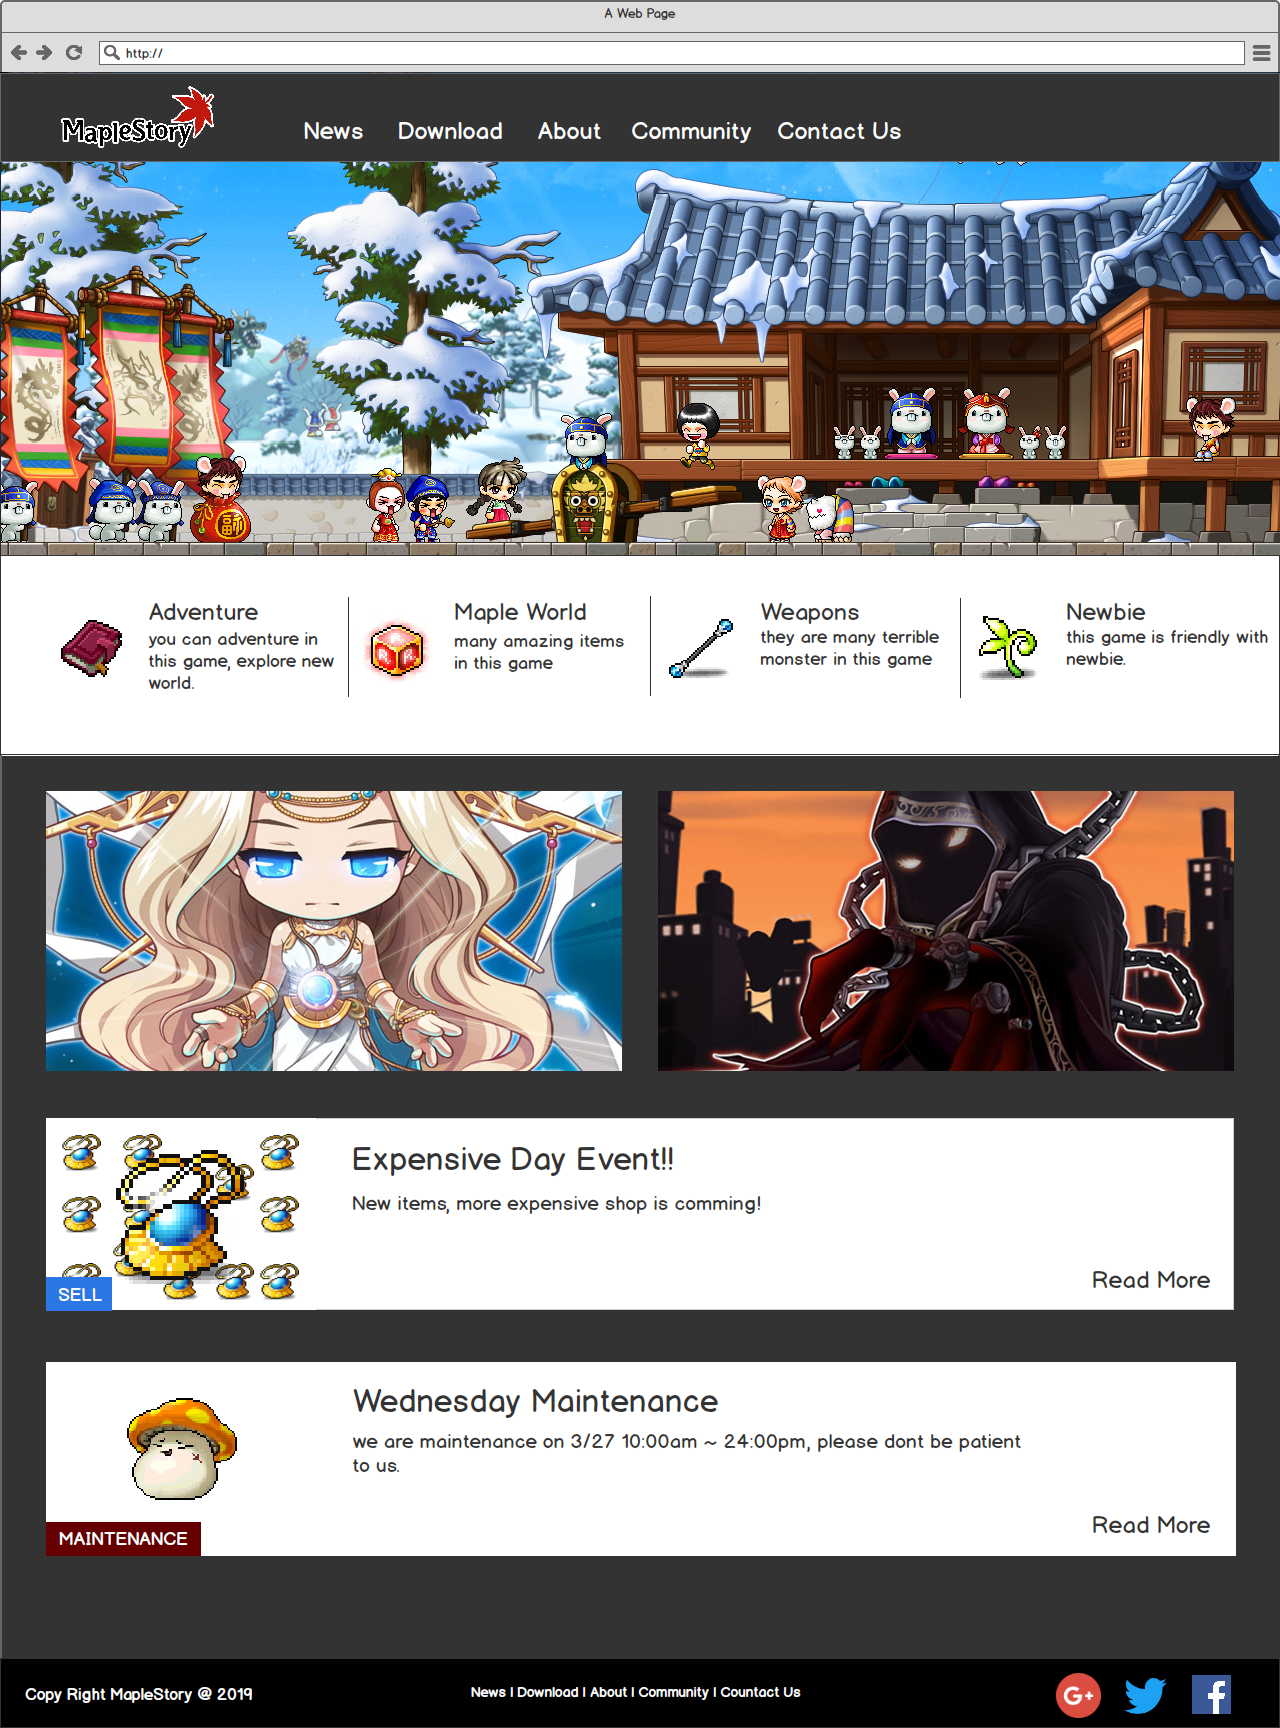 A Web Page
http://
MapleStory
News Download About Community Contact Us
福
Adventure
you can adventure in
this game, explore new
world.
Maple World
many amazing items
in this game
Weapons
they are many terrible
monster in this game
Newbie
this game is friendly with
newbie.
Expensive Day Event!!
New items, more expensive shop is comming!
Read More
SELL
Wednesday Maintenance
we are maintenance on 3/27 10:00am ~ 24:00pm, please dont be patient
to us.
Read More
MAINTENANCE
Copy Right MapleStory @ 2019
News | Download | About | Community | Countact Us
G+
f